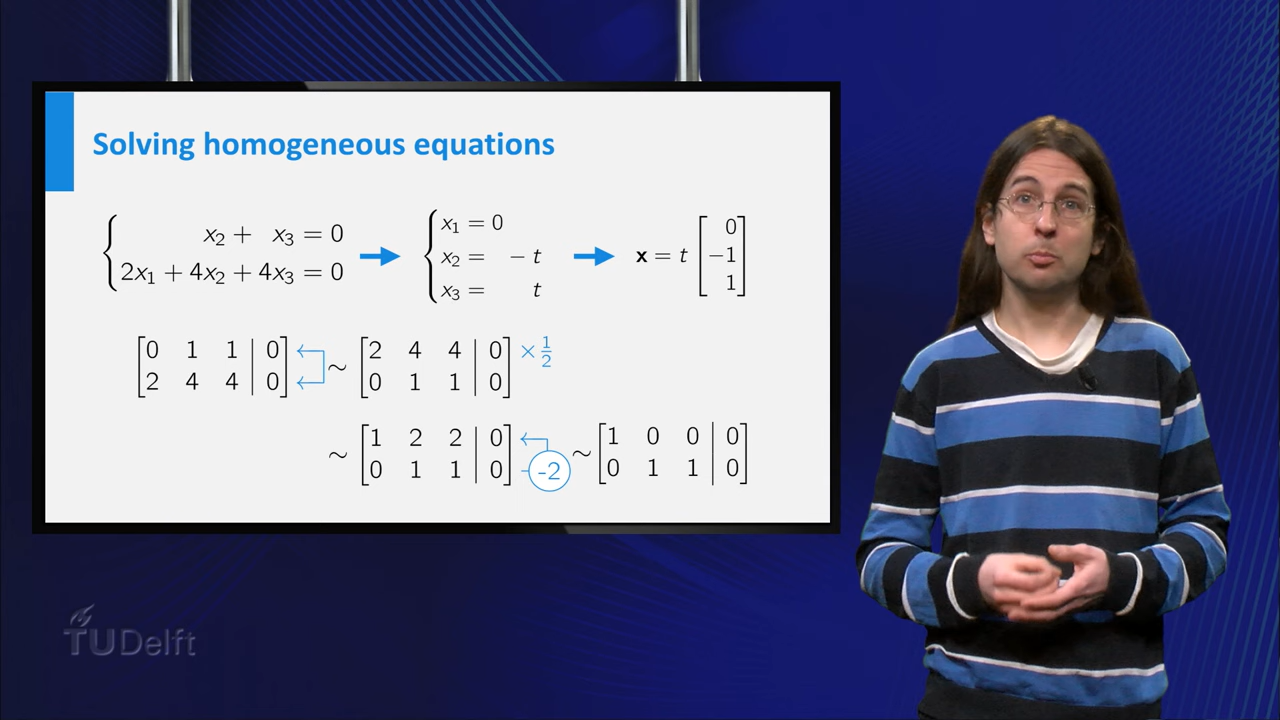 Solving homogeneous equations
{ x₂ + x₃ = 0
2x₁ + 4x₂ + 4x₃ = 0
{ x₁ = 0
x₂ = − t
x₃ = t
x = t [ 0
−1
1 ]
[ 0 1 1 | 0
2 4 4 | 0 ]
~ [ 2 4 4 | 0
0 1 1 | 0 ] × 1/2
~ [ 1 2 2 | 0
0 1 1 | 0 ] -2
~ [ 1 0 0 | 0
0 1 1 | 0 ]
TUDelft